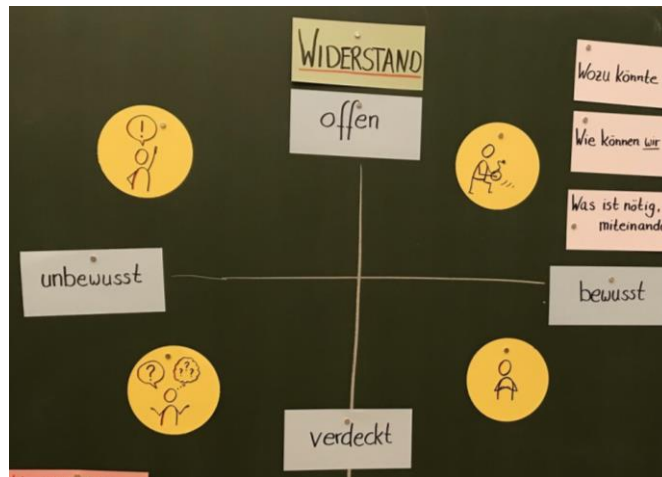 WIDERSTAND
offen
!
Wozu könnte
Wie können wir
Was ist nötig,
miteinand
unbewusst
bewusst
?
???
verdeckt